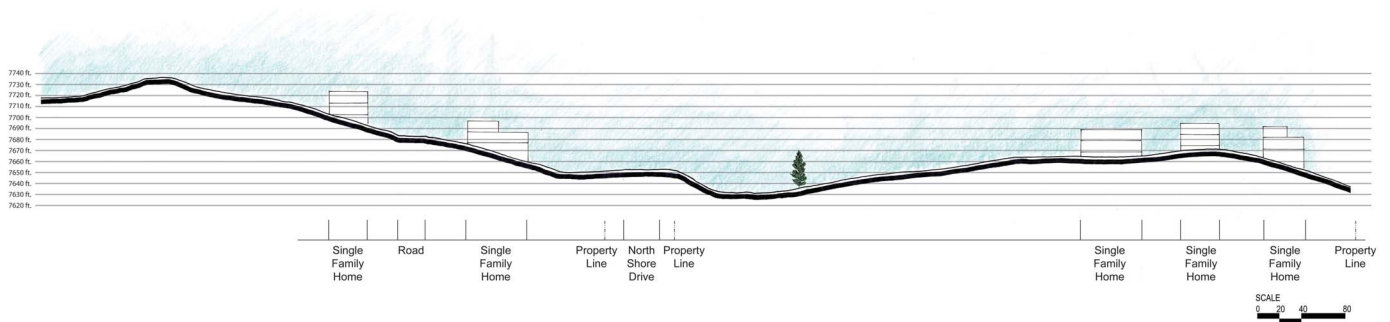 7740 ft.
7730 ft.
7720 ft.
7710 ft.
7700 ft.
7690 ft.
7680 ft.
7670 ft.
7660 ft.
7650 ft.
7640 ft.
7630 ft.
7620 ft.
Single
Family
Home
Road
Single
Family
Home
Property
Line
North
Shore
Drive
Property
Line
Single
Family
Home
Single
Family
Home
Single
Family
Home
Property
Line
SCALE
0 20 40 80